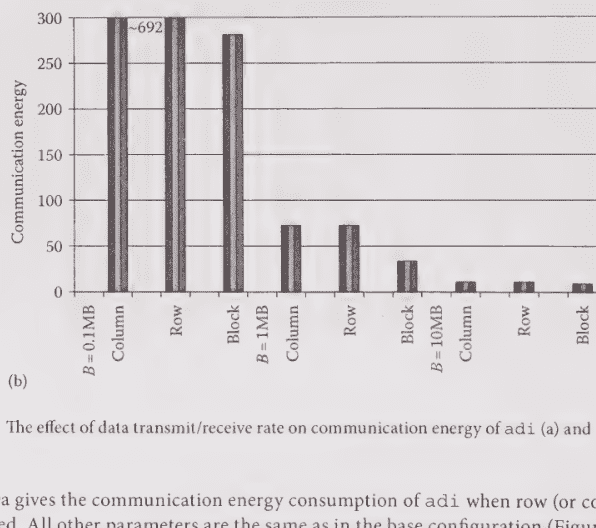 300
~692
250
200
150
100
50
0
Communication energy
B = 0.1MB
Column
Row
Block
B = 1MB
Column
Row
Block
B = 10MB
Column
Row
Block
(b)
The effect of data transmit/receive rate on communication energy of adi (a) and
a gives the communication energy consumption of adi when row (or co
ed. All other parameters are the same as in the base configuration (Figu